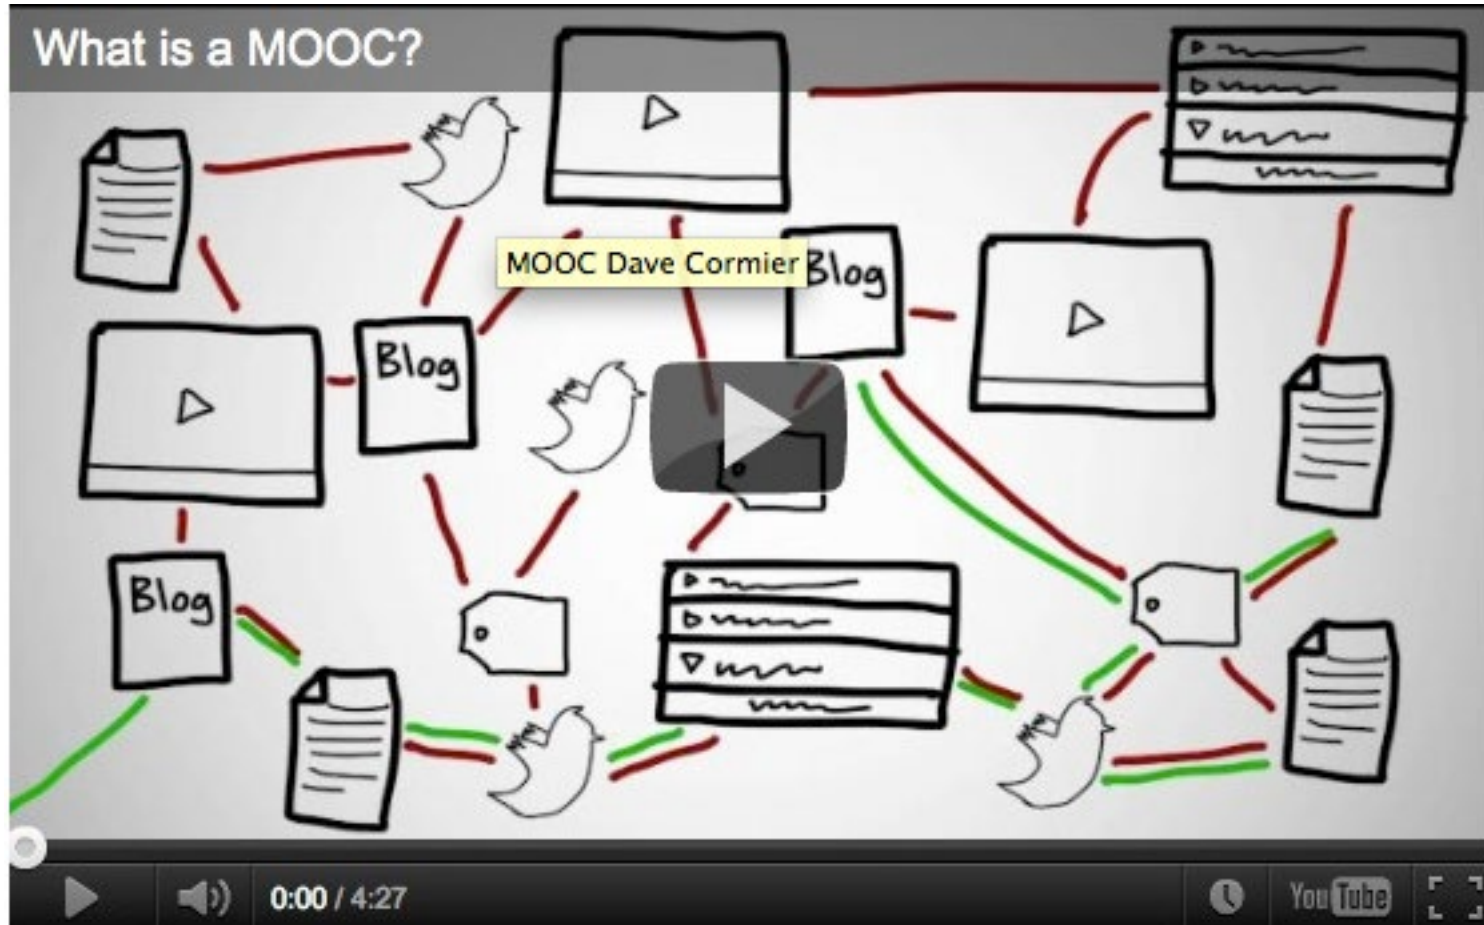 What is a MOOC?
MOOC Dave Cormier
Blog
Blog
Blog
0:00 / 4:27
YouTube